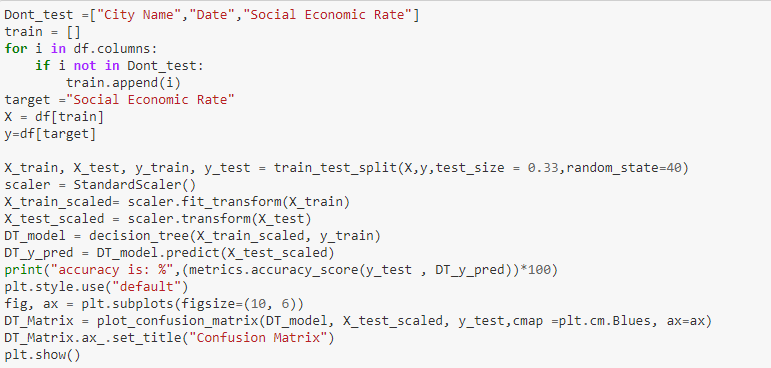 Dont_test =["City Name","Date","Social Economic Rate"]
train = []
for i in df.columns:
    if i not in Dont_test:
        train.append(i)
target ="Social Economic Rate"
X = df[train]
y=df[target]

X_train, X_test, y_train, y_test = train_test_split(X,y,test_size = 0.33,random_state=40)
scaler = StandardScaler()
X_train_scaled= scaler.fit_transform(X_train)
X_test_scaled = scaler.transform(X_test)
DT_model = decision_tree(X_train_scaled, y_train)
DT_y_pred = DT_model.predict(X_test_scaled)
print("accuracy is: %",(metrics.accuracy_score(y_test , DT_y_pred))*100)
plt.style.use("default")
fig, ax = plt.subplots(figsize=(10, 6))
DT_Matrix = plot_confusion_matrix(DT_model, X_test_scaled, y_test,cmap =plt.cm.Blues, ax=ax)
DT_Matrix.ax_.set_title("Confusion Matrix")
plt.show()